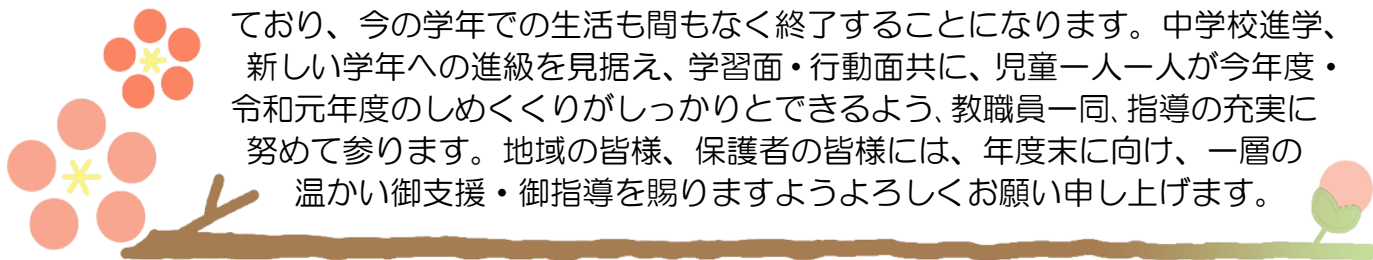 ており、今の学年での生活も間もなく終了することになります。中学校進学、
新しい学年への進級を見据え、学習面・行動面共に、児童一人一人が今年度・
令和元年度のしめくくりがしっかりとできるよう、教職員一同、指導の充実に
努めて参ります。地域の皆様、保護者の皆様には、年度末に向け、一層の
温かい御支援・御指導を賜りますようよろしくお願い申し上げます。